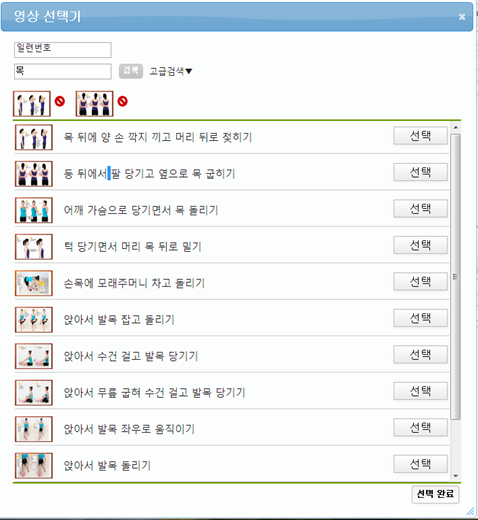 영상 선택기
일련번호
목 검색 고급검색▼
목 뒤에 양 손 깍지 끼고 머리 뒤로 젖히기 선택
등 뒤에서 팔 당기고 옆으로 목 굽히기 선택
어깨 가슴으로 당기면서 목 돌리기 선택
턱 당기면서 머리 목 뒤로 밀기 선택
손목에 모래주머니 차고 돌리기 선택
앉아서 발목 잡고 돌리기 선택
앉아서 수건 걸고 발목 당기기 선택
앉아서 무릎 굽혀 수건 걸고 발목 당기기 선택
앉아서 발목 좌우로 움직이기 선택
앉아서 발목 돌리기 선택
선택 완료